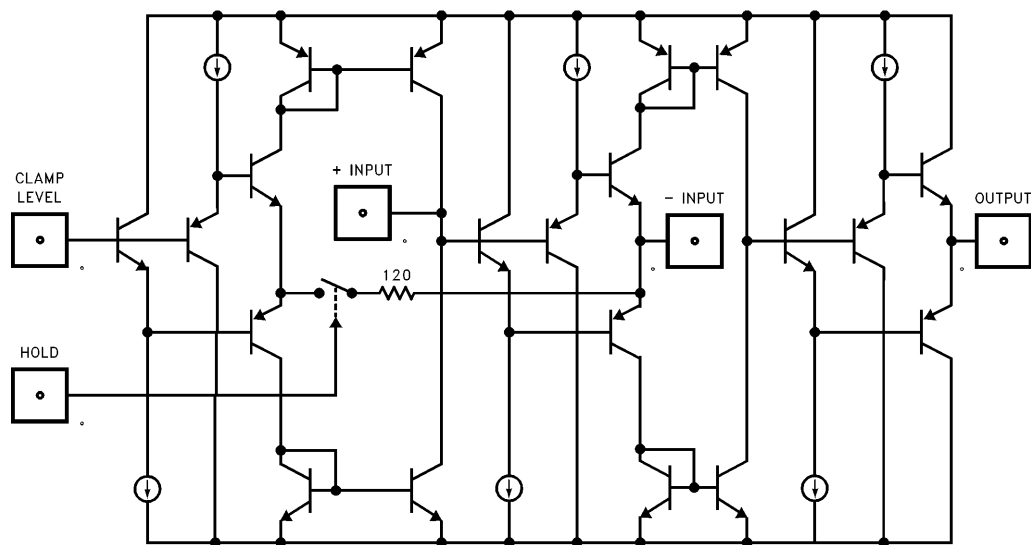 CLAMP
LEVEL
+ INPUT
- INPUT
OUTPUT
120
HOLD